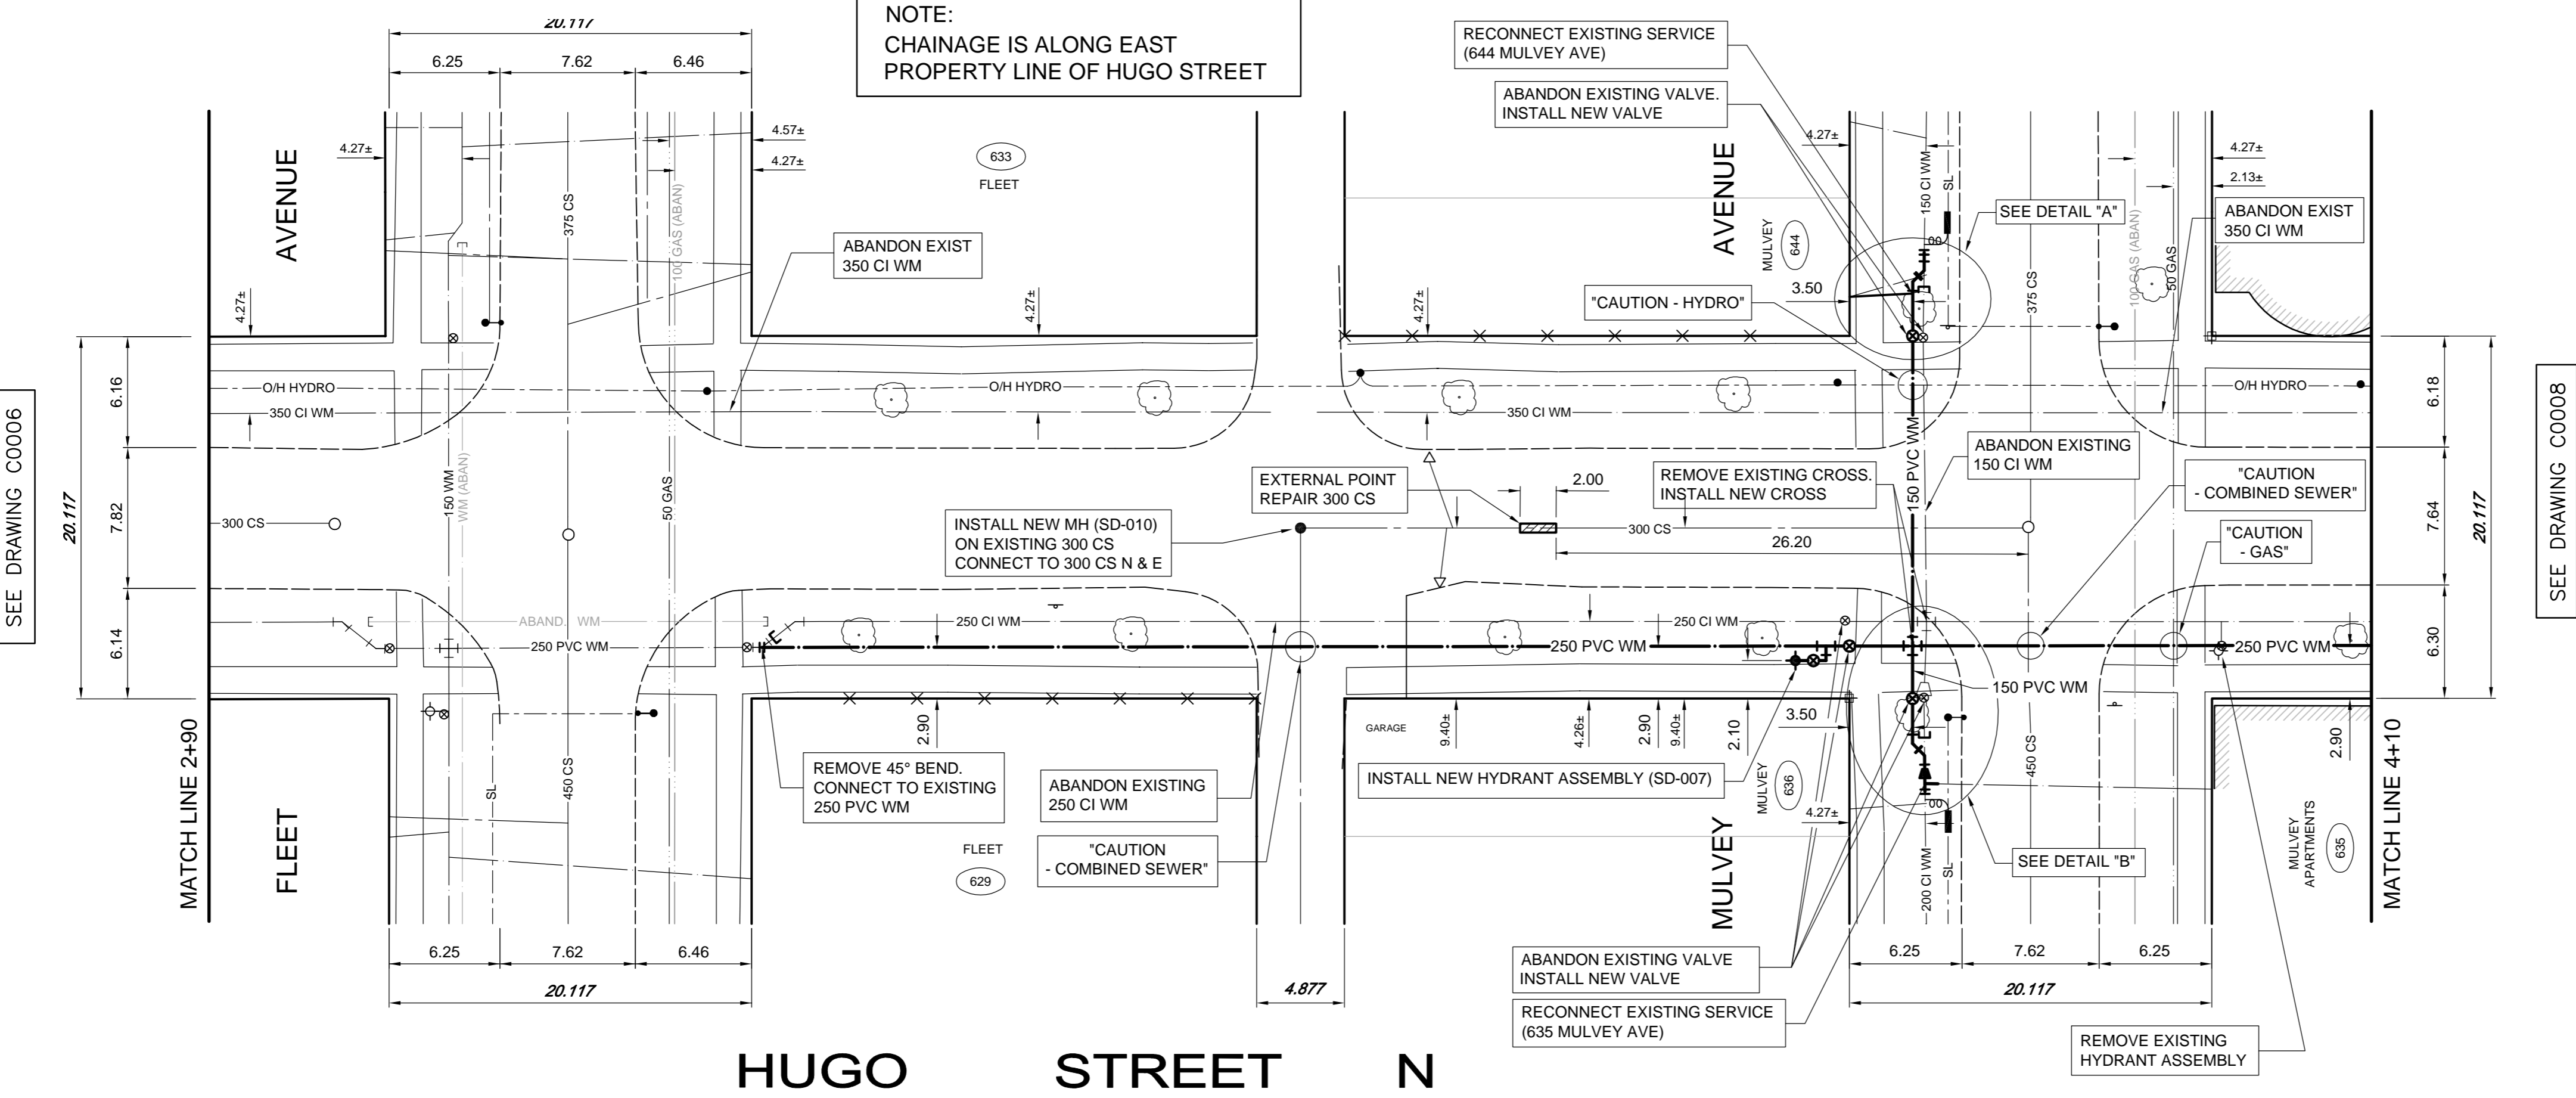 20.117
6.25
7.62
6.46
NOTE:
CHAINAGE IS ALONG EAST
PROPERTY LINE OF HUGO STREET
RECONNECT EXISTING SERVICE
(644 MULVEY AVE)
ABANDON EXISTING VALVE.
INSTALL NEW VALVE
AVENUE
4.27±
4.57±
4.27±
375 CS
100 GAS (ABAN)
633
FLEET
ABANDON EXIST
350 CI WM
AVENUE
MULVEY
644
4.27±
150 CI WM
SL
SEE DETAIL "A"
4.27±
2.13±
ABANDON EXIST
350 CI WM
100 GAS (ABAN)
50 GAS
375 CS
"CAUTION - HYDRO"
3.50
4.27±
4.27±
4.27±
SEE DRAWING C0006
20.117
6.16
7.82
6.14
O/H HYDRO
350 CI WM
O/H HYDRO
350 CI WM
O/H HYDRO
6.18
7.64
6.30
20.117
SEE DRAWING C0008
150 WM
WM (ABAN)
50 GAS
300 CS
INSTALL NEW MH (SD-010)
ON EXISTING 300 CS
CONNECT TO 300 CS N & E
EXTERNAL POINT
REPAIR 300 CS
2.00
REMOVE EXISTING CROSS.
INSTALL NEW CROSS
300 CS
26.20
150 PVC WM
ABANDON EXISTING
150 CI WM
"CAUTION
- COMBINED SEWER"
"CAUTION
- GAS"
ABAND. WM
250 PVC WM
250 CI WM
250 PVC WM
250 CI WM
250 PVC WM
150 PVC WM
MATCH LINE 2+90
FLEET
SL
450 CS
2.90
REMOVE 45° BEND.
CONNECT TO EXISTING
250 PVC WM
ABANDON EXISTING
250 CI WM
FLEET
629
"CAUTION
- COMBINED SEWER"
GARAGE
9.40±
4.26±
2.90
9.40±
2.10
3.50
INSTALL NEW HYDRANT ASSEMBLY (SD-007)
MULVEY
636
4.27±
MULVEY
200 CI WM
SL
450 CS
SEE DETAIL "B"
2.90
MULVEY
APARTMENTS
635
MATCH LINE 4+10
6.25
7.62
6.46
20.117
4.877
ABANDON EXISTING VALVE
INSTALL NEW VALVE
RECONNECT EXISTING SERVICE
(635 MULVEY AVE)
6.25
7.62
6.25
20.117
REMOVE EXISTING
HYDRANT ASSEMBLY
HUGO STREET N